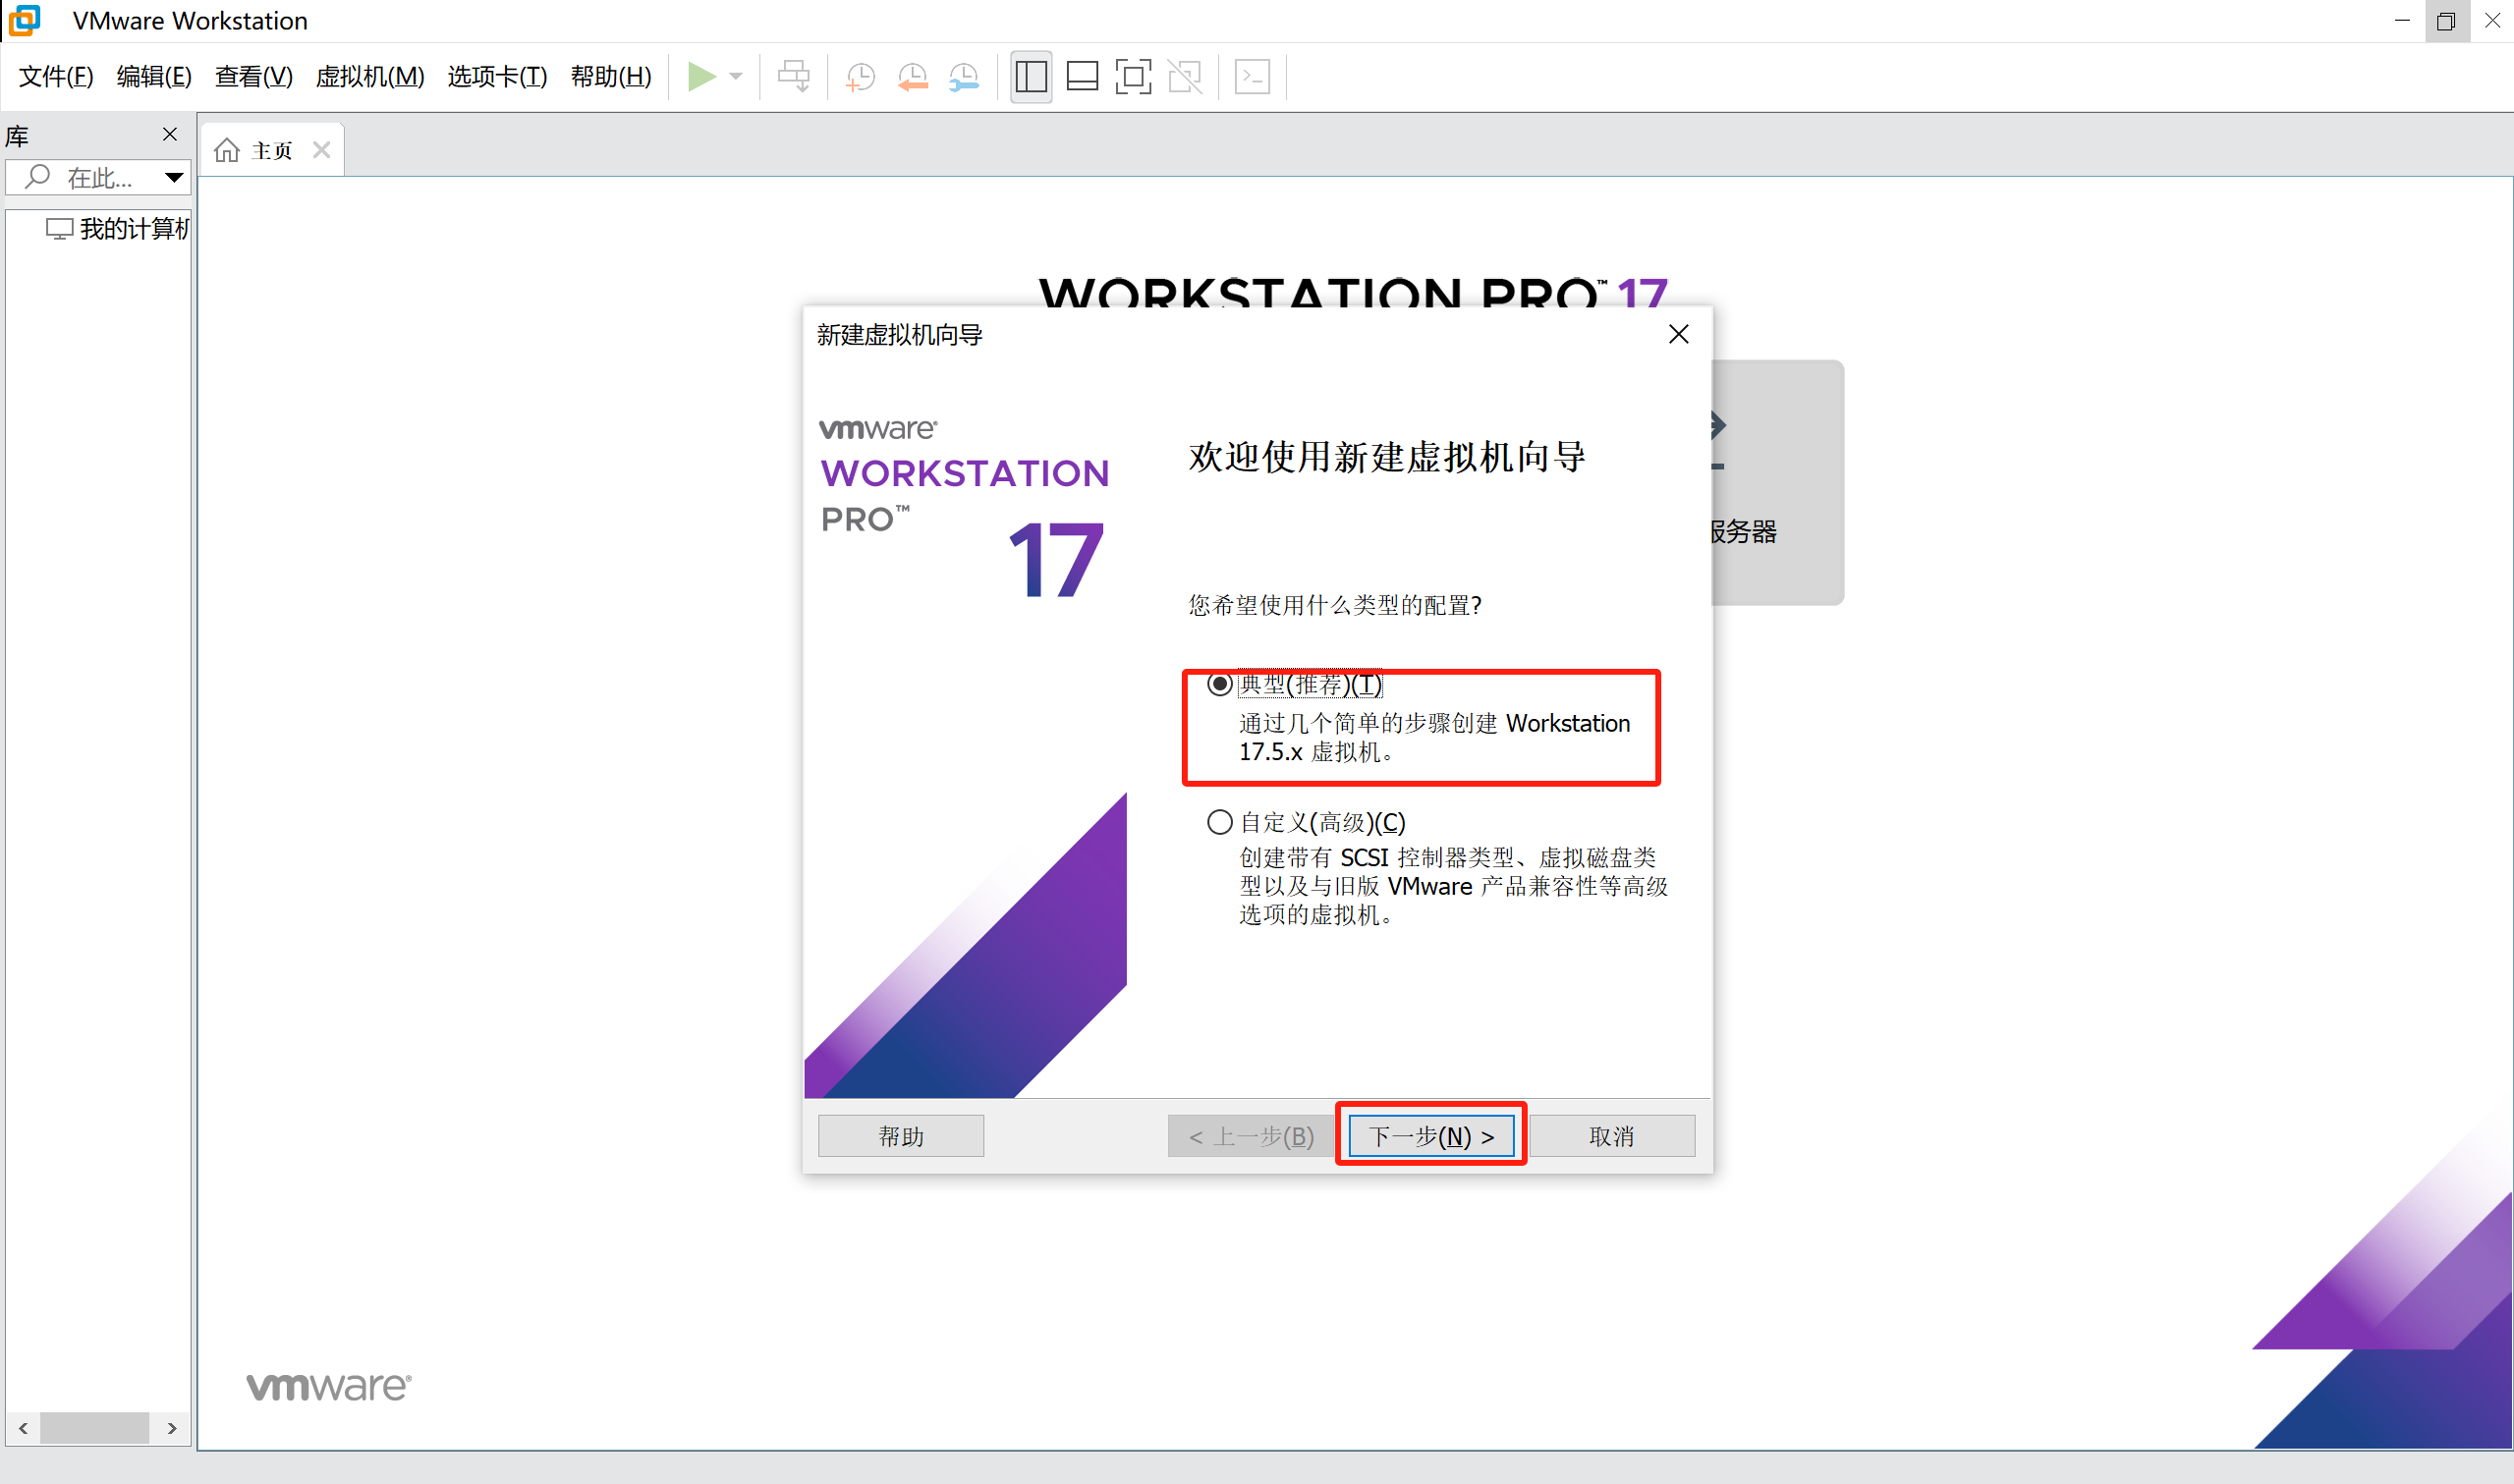 VMware Workstation
文件(F) 编辑(E) 查看(V) 虚拟机(M) 选项卡(T) 帮助(H)
库
主页
在此...
我的计算机
WORKSTATION PRO™ 17
新建虚拟机向导
vmware®
WORKSTATION
PRO™
17
欢迎使用新建虚拟机向导
服务器
您希望使用什么类型的配置?
典型(推荐)(T)
通过几个简单的步骤创建 Workstation
17.5.x 虚拟机。
自定义(高级)(C)
创建带有 SCSI 控制器类型、虚拟磁盘类
型以及与旧版 VMware 产品兼容性等高级
选项的虚拟机。
帮助
< 上一步(B)
下一步(N) >
取消
vmware®